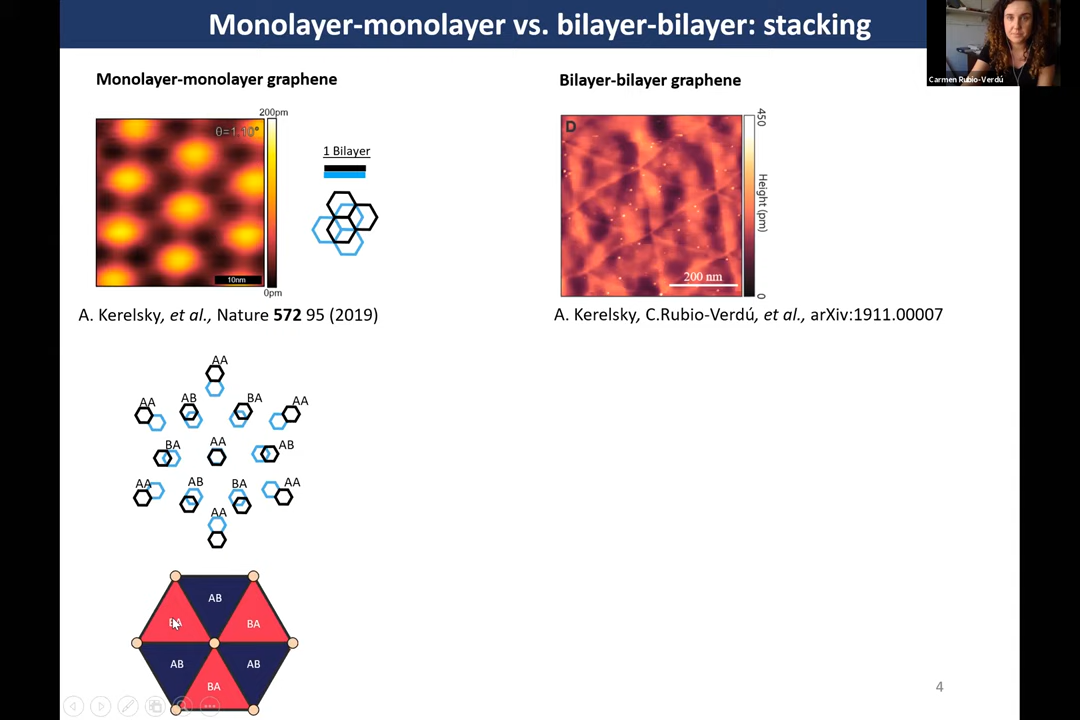 Monolayer-monolayer vs. bilayer-bilayer: stacking
Carmen Rubio-Verdú
Monolayer-monolayer graphene
Bilayer-bilayer graphene
200pm
θ=1.10°
10nm
0pm
1 Bilayer
D
200 nm
450
Height (pm)
0
A. Kerelsky, et al., Nature 572 95 (2019)
A. Kerelsky, C.Rubio-Verdú, et al., arXiv:1911.00007
AA
AA AB BA AA
BA AA AB
AA AB BA AA
AA
AB
BA BA
AB AB
BA
4